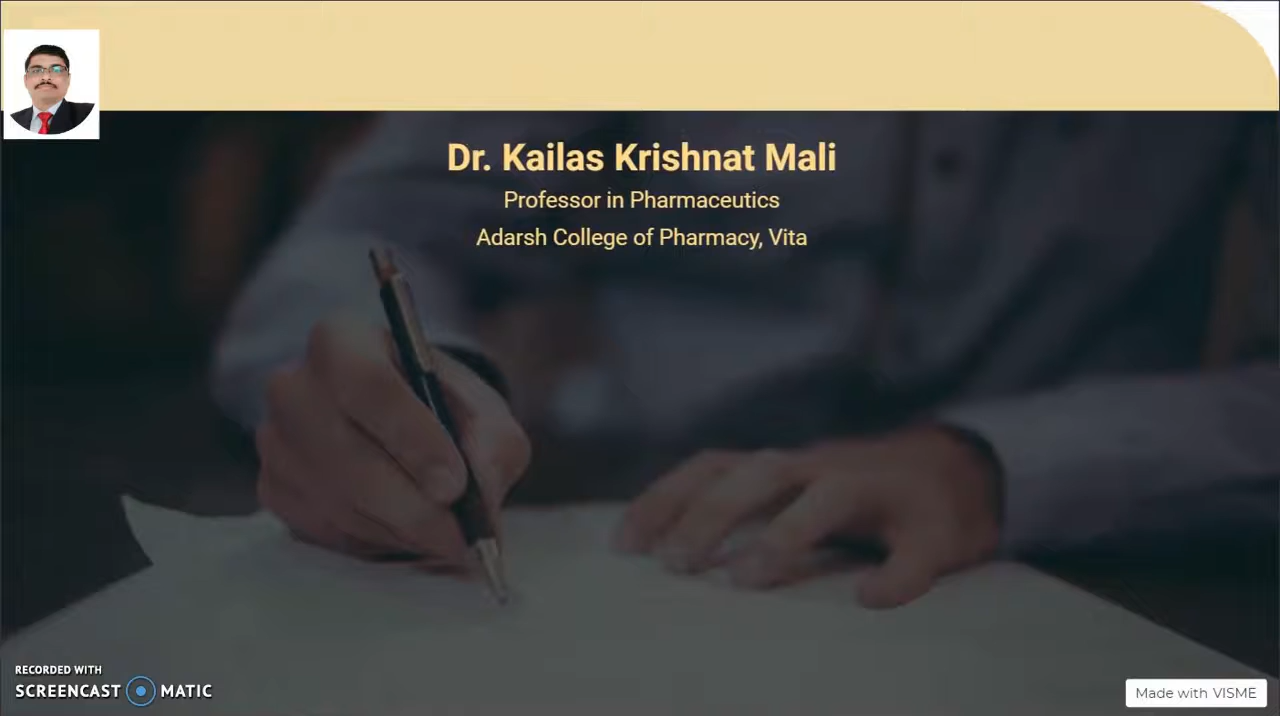 Dr. Kailas Krishnat Mali
Professor in Pharmaceutics
Adarsh College of Pharmacy, Vita
RECORDED WITH
SCREENCAST MATIC
Made with VISME